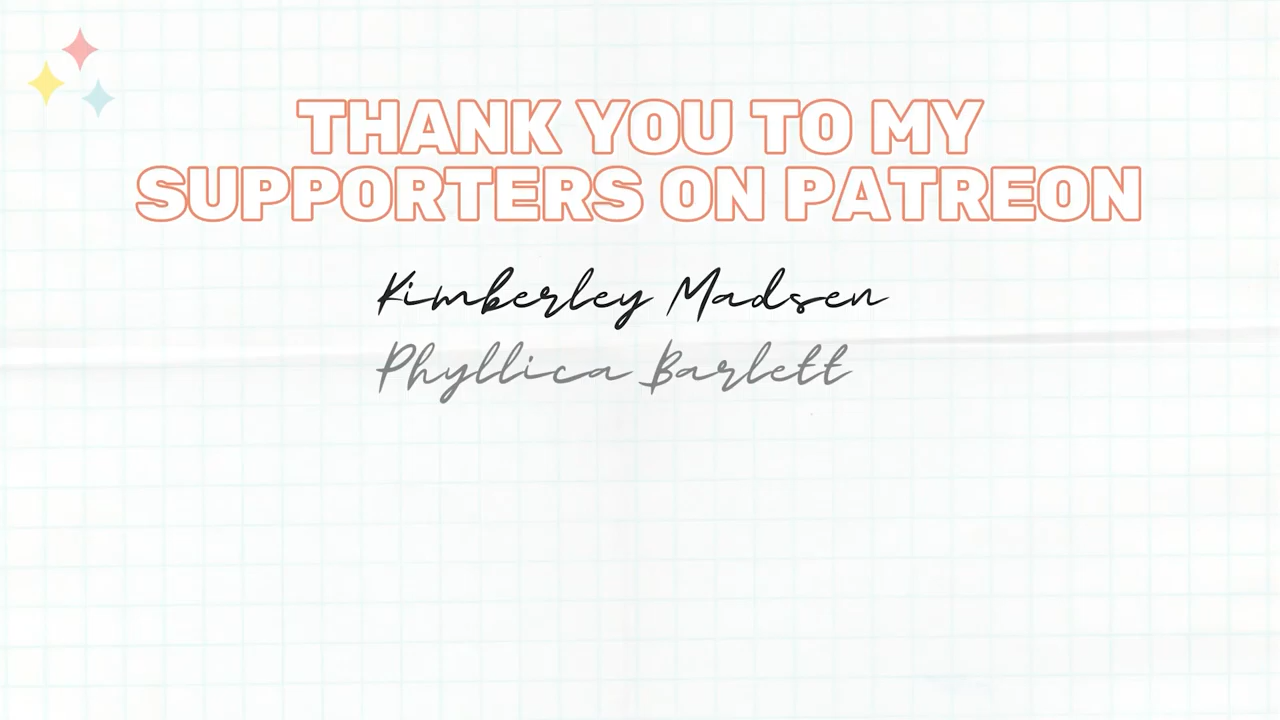 THANK YOU TO MY
SUPPORTERS ON PATREON
Kimberley Madsen
Phyllica Barlett